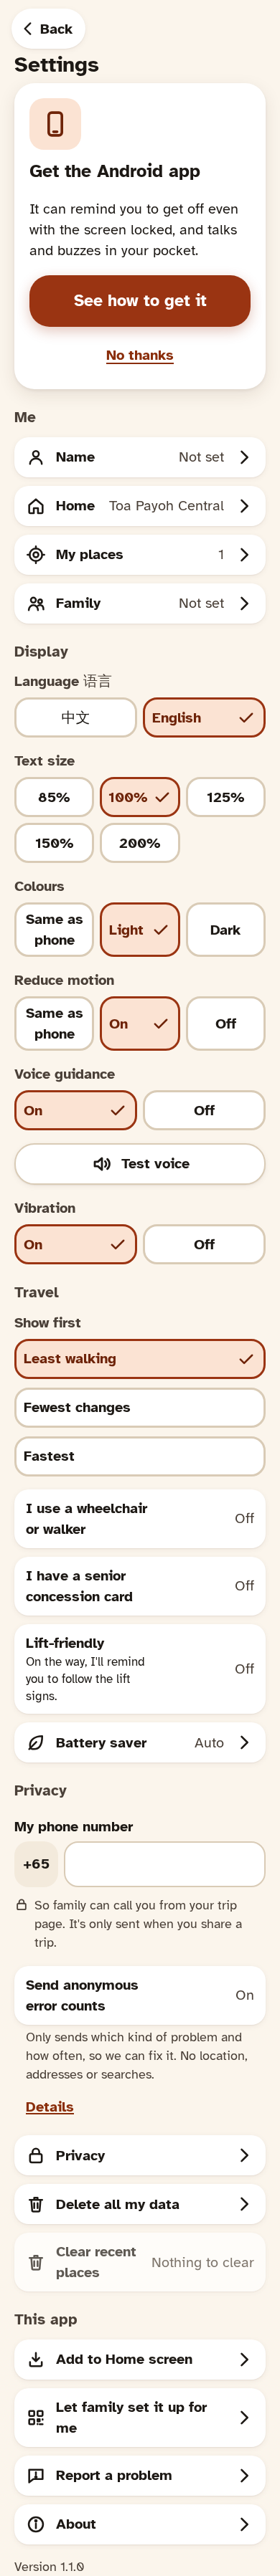 Back
Settings
Get the Android app
It can remind you to get off even
with the screen locked, and talks
and buzzes in your pocket.
See how to get it
No thanks
Me
Name Not set
Home Toa Payoh Central
My places 1
Family Not set
Display
Language 语言
中文 English
Text size
85% 100% 125%
150% 200%
Colours
Same as
phone Light Dark
Reduce motion
Same as
phone On Off
Voice guidance
On Off
Test voice
Vibration
On Off
Travel
Show first
Least walking
Fewest changes
Fastest
I use a wheelchair
or walker Off
I have a senior
concession card Off
Lift-friendly
On the way, I'll remind
you to follow the lift
signs. Off
Battery saver Auto
Privacy
My phone number
+65
So family can call you from your trip
page. It's only sent when you share a
trip.
Send anonymous
error counts On
Only sends which kind of problem and
how often, so we can fix it. No location,
addresses or searches.
Details
Privacy
Delete all my data
Clear recent
places Nothing to clear
This app
Add to Home screen
Let family set it up for
me
Report a problem
About
Version 1.1.0